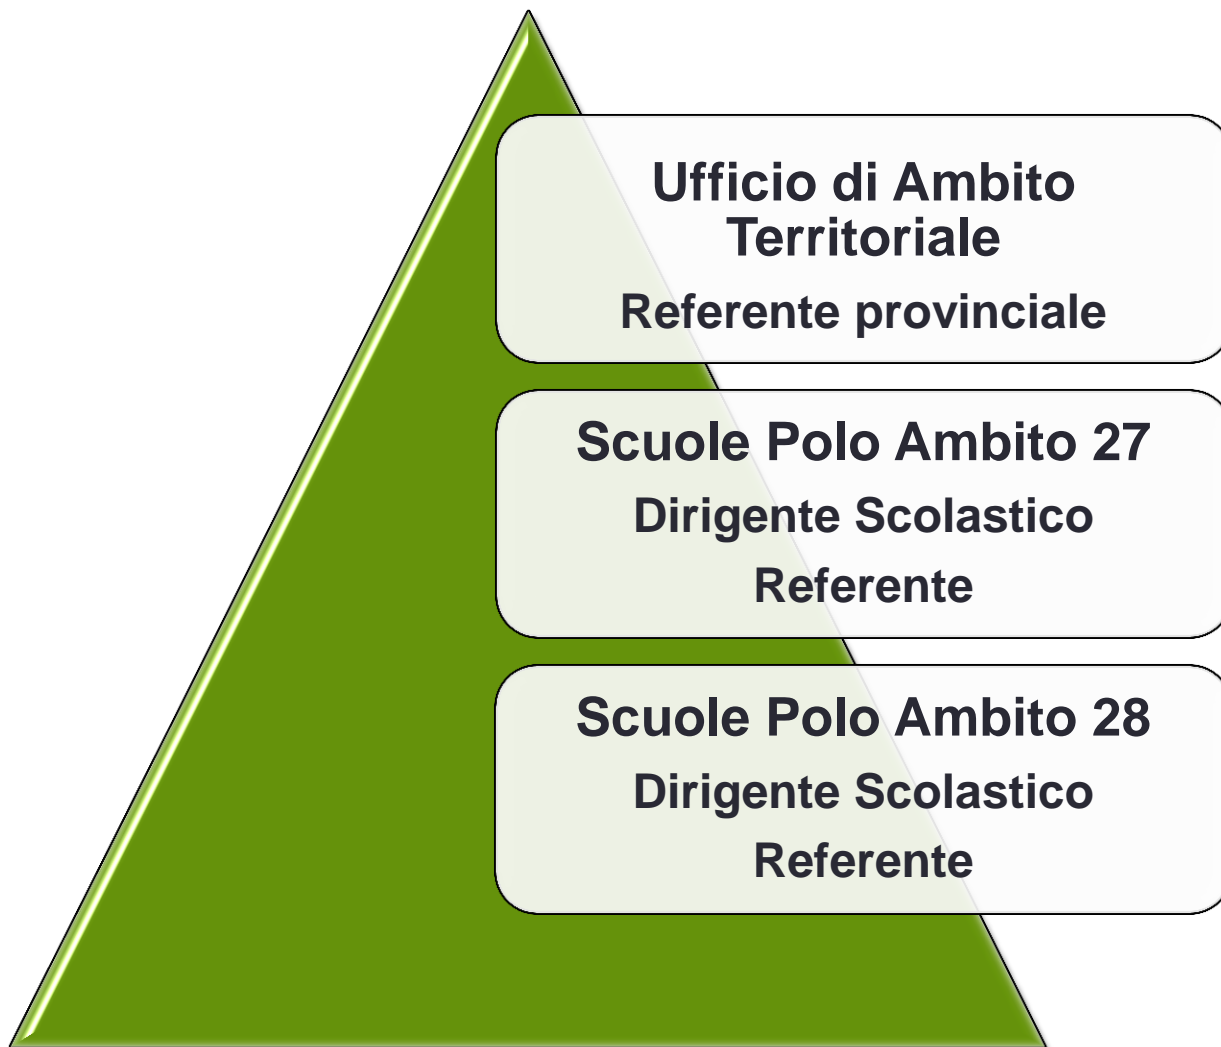 Ufficio di Ambito
Territoriale
Referente provinciale
Scuole Polo Ambito 27
Dirigente Scolastico
Referente
Scuole Polo Ambito 28
Dirigente Scolastico
Referente